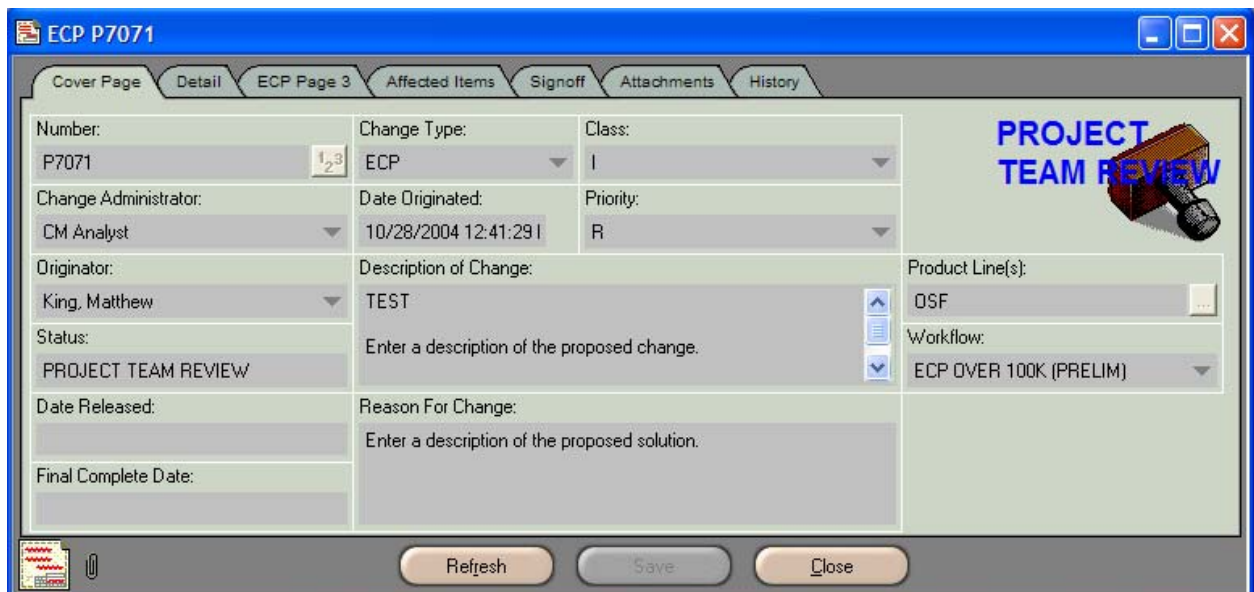 ECP P7071
Cover Page Detail ECP Page 3 Affected Items Signoff Attachments History
Number:
P7071
123
Change Type:
ECP
Class:
I
PROJECT
TEAM REVIEW
Change Administrator:
CM Analyst
Date Originated:
10/28/2004 12:41:29
Priority:
R
Originator:
King, Matthew
Description of Change:
TEST
Enter a description of the proposed change.
Product Line(s):
OSF
...
Status:
PROJECT TEAM REVIEW
Workflow:
ECP OVER 100K (PRELIM)
Date Released:
Reason For Change:
Enter a description of the proposed solution.
Final Complete Date:
Refresh Save Close